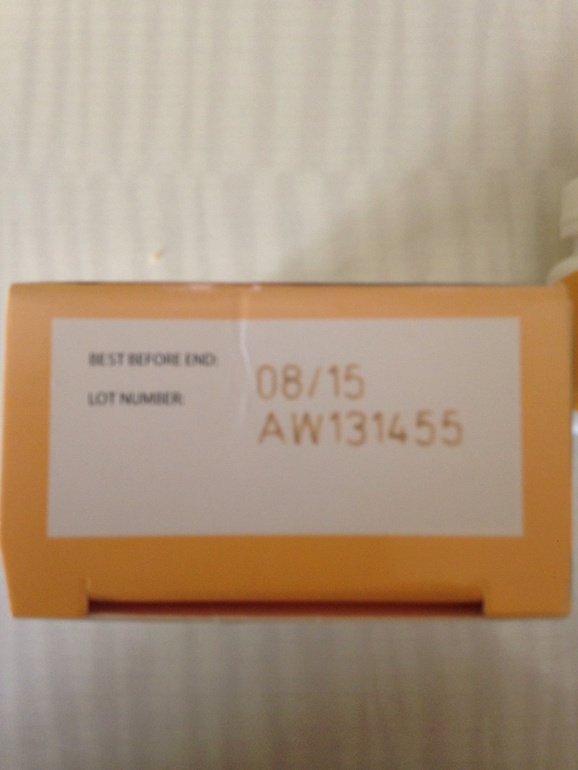 BEST BEFORE END: 08/15
LOT NUMBER: AW131455